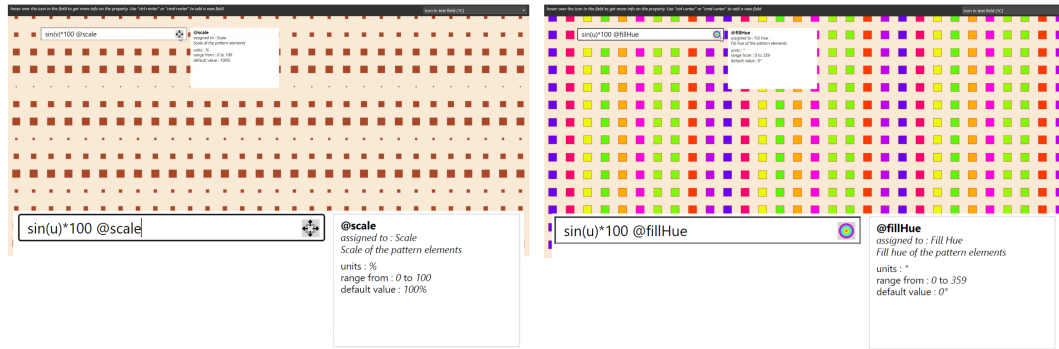 hover over the icon in the field to get more info on the property. Use "ctrl+enter" or "cmd+enter" to add a new field
Icon in text field (1C)
sin(v)*100 @scale
@scale
assigned to : Scale
Scale of the pattern elements
units : %
range from : 0 to 100
default value : 100%
sin(u)*100 @scale
@scale
assigned to : Scale
Scale of the pattern elements
units : %
range from : 0 to 100
default value : 100%
hover over the icon in the field to get more info on the property. Use "ctrl+enter" or "cmd+enter" to add a new field
Icon in text field (1C)
sin(u)*100 @fillHue
@fillHue
assigned to : Fill Hue
Fill hue of the pattern elements
units : °
range from : 0 to 359
default value : 0°
sin(u)*100 @fillHue
@fillHue
assigned to : Fill Hue
Fill hue of the pattern elements
units : °
range from : 0 to 359
default value : 0°